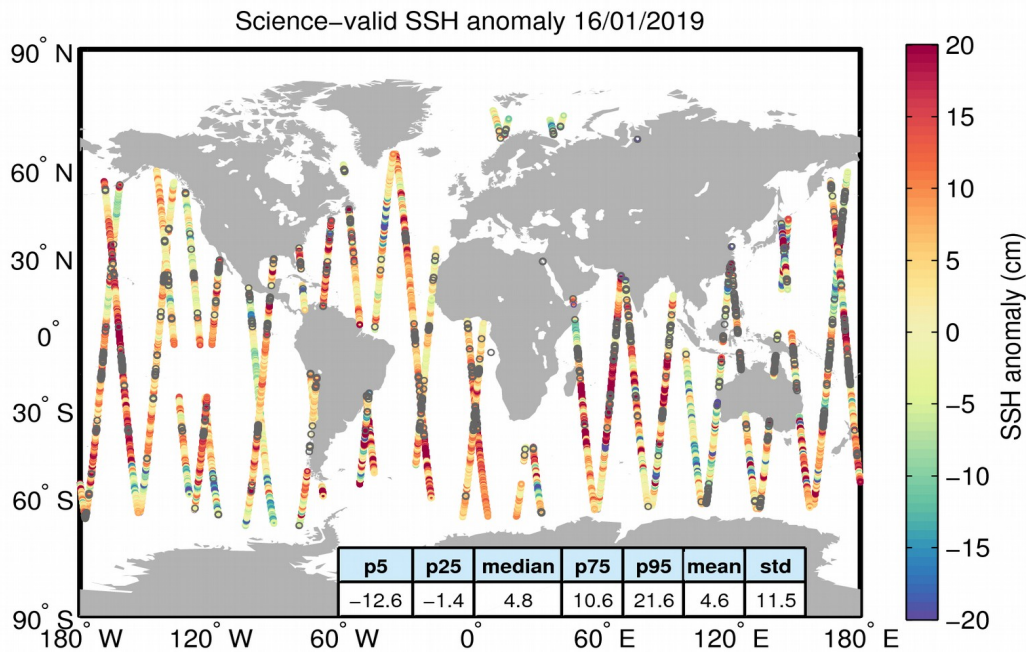 Science−valid SSH anomaly 16/01/2019
90° N
60° N
30° N
0°
30° S
60° S
90° S
180° W
120° W
60° W
0°
60° E
120° E
180° E
p5 p25 median p75 p95 mean std
−12.6 −1.4 4.8 10.6 21.6 4.6 11.5
20
15
10
5
0
−5
−10
−15
−20
SSH anomaly (cm)